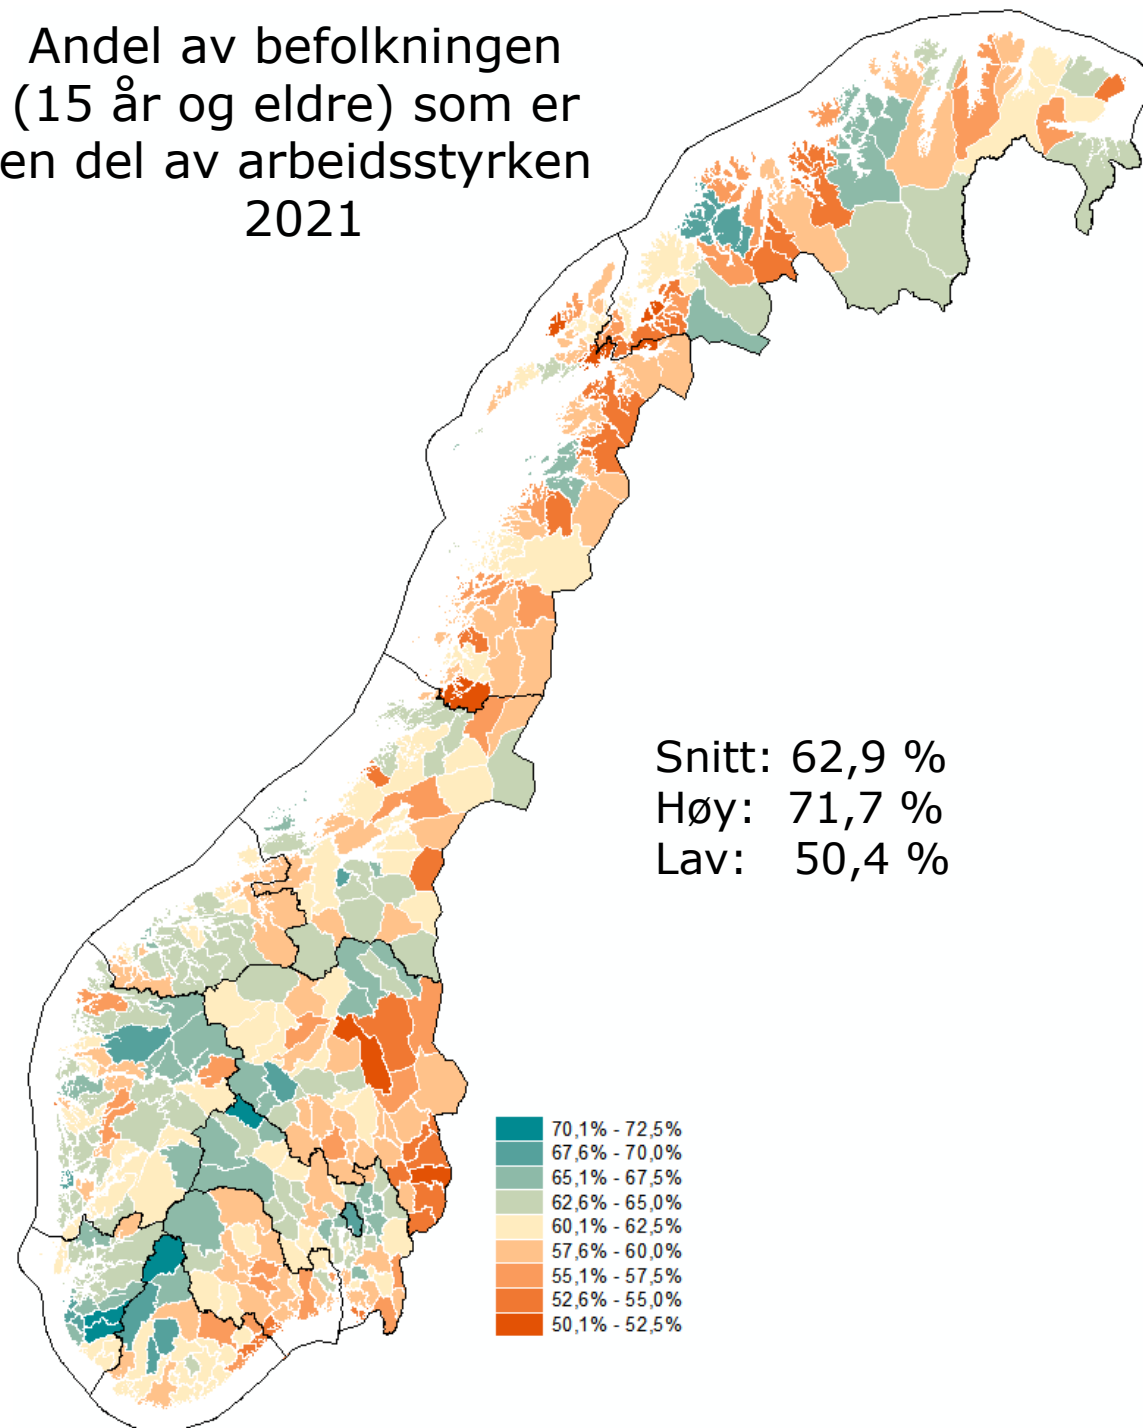 Andel av befolkningen
(15 år og eldre) som er
en del av arbeidsstyrken
2021
Snitt: 62,9 %
Høy: 71,7 %
Lav: 50,4 %
70,1% - 72,5%
67,6% - 70,0%
65,1% - 67,5%
62,6% - 65,0%
60,1% - 62,5%
57,6% - 60,0%
55,1% - 57,5%
52,6% - 55,0%
50,1% - 52,5%